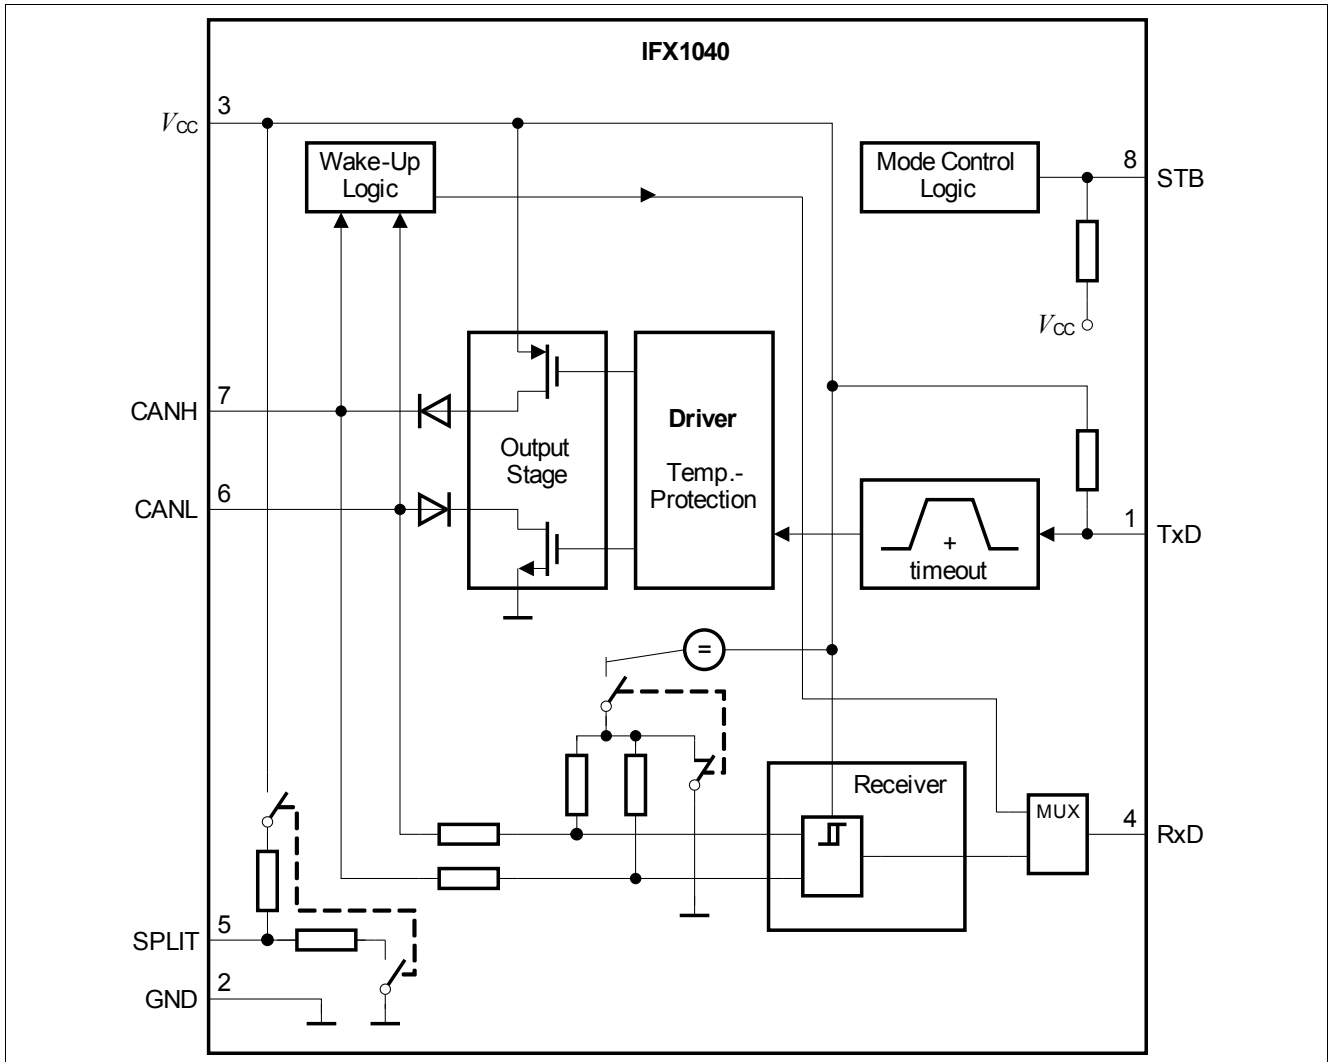 IFX1040
3
VCC
Wake-Up
Logic
Mode Control
Logic
8
STB
VCC
7
CANH
Output
Stage
Driver
Temp.-
Protection
6
CANL
+
timeout
1
TxD
=
Receiver
MUX
4
RxD
5
SPLIT
2
GND